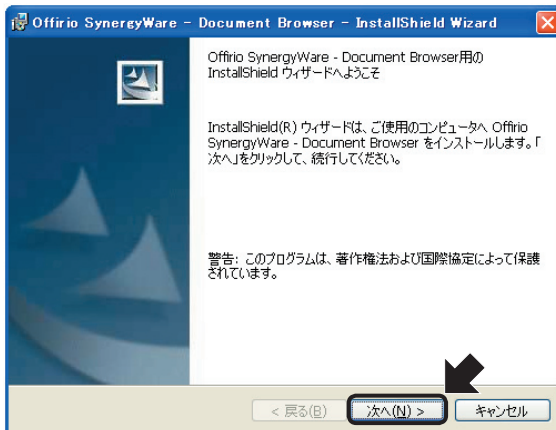 Offirio SynergyWare - Document Browser - InstallShield Wizard
Offirio SynergyWare - Document Browser用の
InstallShield ウィザードへようこそ
InstallShield(R) ウィザードは、ご使用のコンピュータへ Offirio
SynergyWare - Document Browser をインストールします。「
次へ」をクリックして、続行してください。
警告: このプログラムは、著作権法および国際協定によって保護
されています。
< 戻る(B)
次へ(N) >
キャンセル